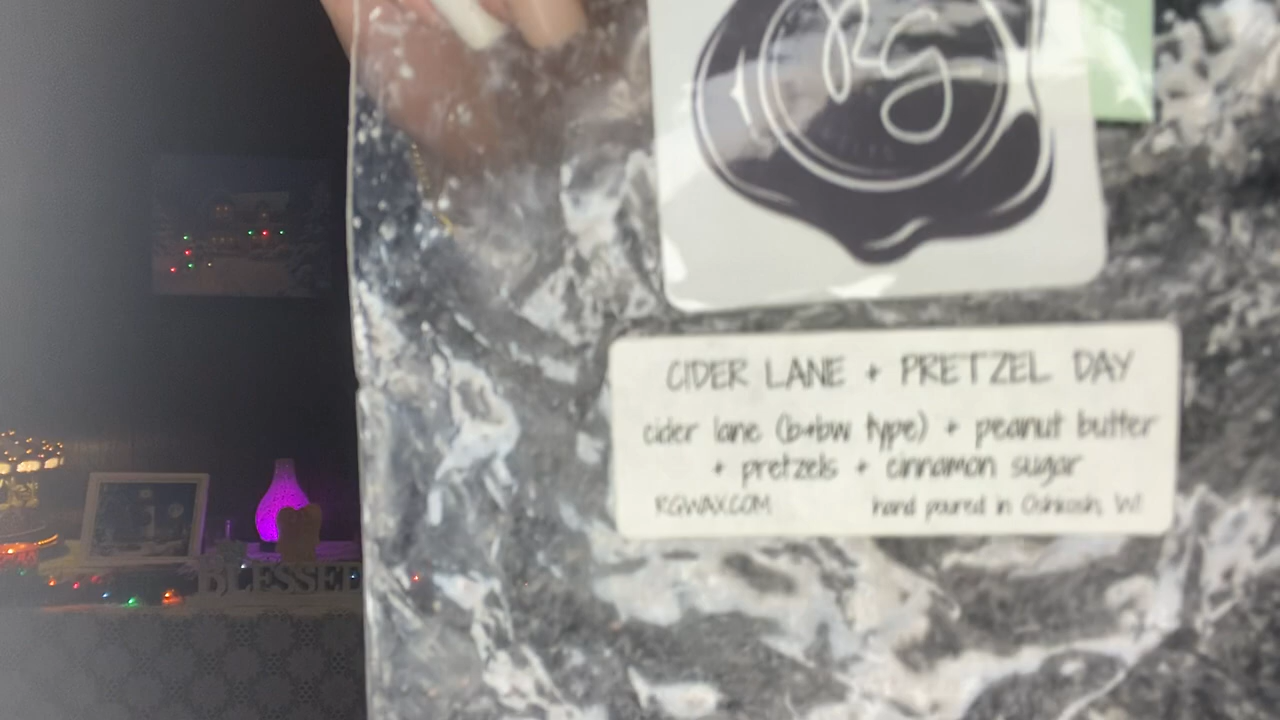 RG
CIDER LANE + PRETZEL DAY
cider lane (b+bw type) + peanut butter
+ pretzels + cinnamon sugar
RGWAX.COM
hand poured in Oshkosh, WI
BLESSED